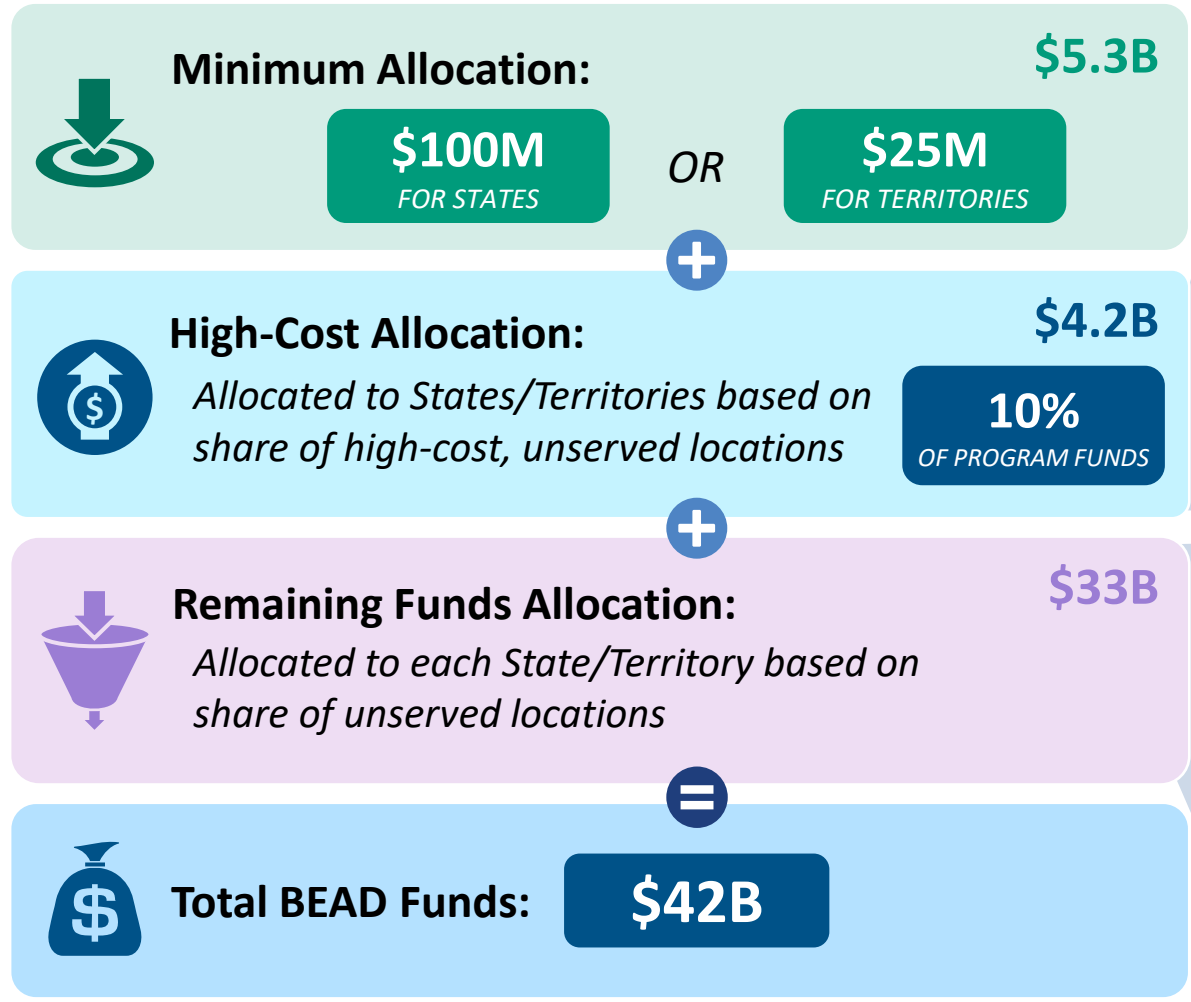 Minimum Allocation:
$5.3B
$100M
FOR STATES
OR
$25M
FOR TERRITORIES
+
High-Cost Allocation:
$4.2B
Allocated to States/Territories based on
share of high-cost, unserved locations
10%
OF PROGRAM FUNDS
+
Remaining Funds Allocation:
$33B
Allocated to each State/Territory based on
share of unserved locations
=
$
Total BEAD Funds:
$42B